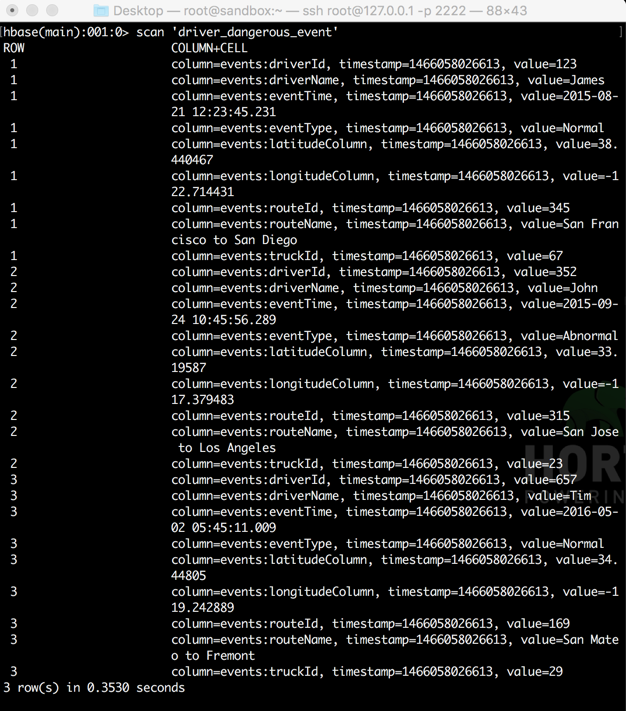 Desktop — root@sandbox:~ — ssh root@127.0.0.1 -p 2222 — 88×43
[hbase(main):001:0> scan 'driver_dangerous_event' ]
ROW COLUMN+CELL
1 column=events:driverId, timestamp=1466058026613, value=123
1 column=events:driverName, timestamp=1466058026613, value=James
1 column=events:eventTime, timestamp=1466058026613, value=2015-08-
21 12:23:45.231
1 column=events:eventType, timestamp=1466058026613, value=Normal
1 column=events:latitudeColumn, timestamp=1466058026613, value=38.
440467
1 column=events:longitudeColumn, timestamp=1466058026613, value=-1
22.714431
1 column=events:routeId, timestamp=1466058026613, value=345
1 column=events:routeName, timestamp=1466058026613, value=San Fran
cisco to San Diego
1 column=events:truckId, timestamp=1466058026613, value=67
2 column=events:driverId, timestamp=1466058026613, value=352
2 column=events:driverName, timestamp=1466058026613, value=John
2 column=events:eventTime, timestamp=1466058026613, value=2015-09-
24 10:45:56.289
2 column=events:eventType, timestamp=1466058026613, value=Abnormal
2 column=events:latitudeColumn, timestamp=1466058026613, value=33.
19587
2 column=events:longitudeColumn, timestamp=1466058026613, value=-1
17.379483
2 column=events:routeId, timestamp=1466058026613, value=315
2 column=events:routeName, timestamp=1466058026613, value=San Jose
to Los Angeles
2 column=events:truckId, timestamp=1466058026613, value=23
3 column=events:driverId, timestamp=1466058026613, value=657
3 column=events:driverName, timestamp=1466058026613, value=Tim
3 column=events:eventTime, timestamp=1466058026613, value=2016-05-
02 05:45:11.009
3 column=events:eventType, timestamp=1466058026613, value=Normal
3 column=events:latitudeColumn, timestamp=1466058026613, value=34.
44805
3 column=events:longitudeColumn, timestamp=1466058026613, value=-1
19.242889
3 column=events:routeId, timestamp=1466058026613, value=169
3 column=events:routeName, timestamp=1466058026613, value=San Mate
o to Fremont
3 column=events:truckId, timestamp=1466058026613, value=29
3 row(s) in 0.3530 seconds